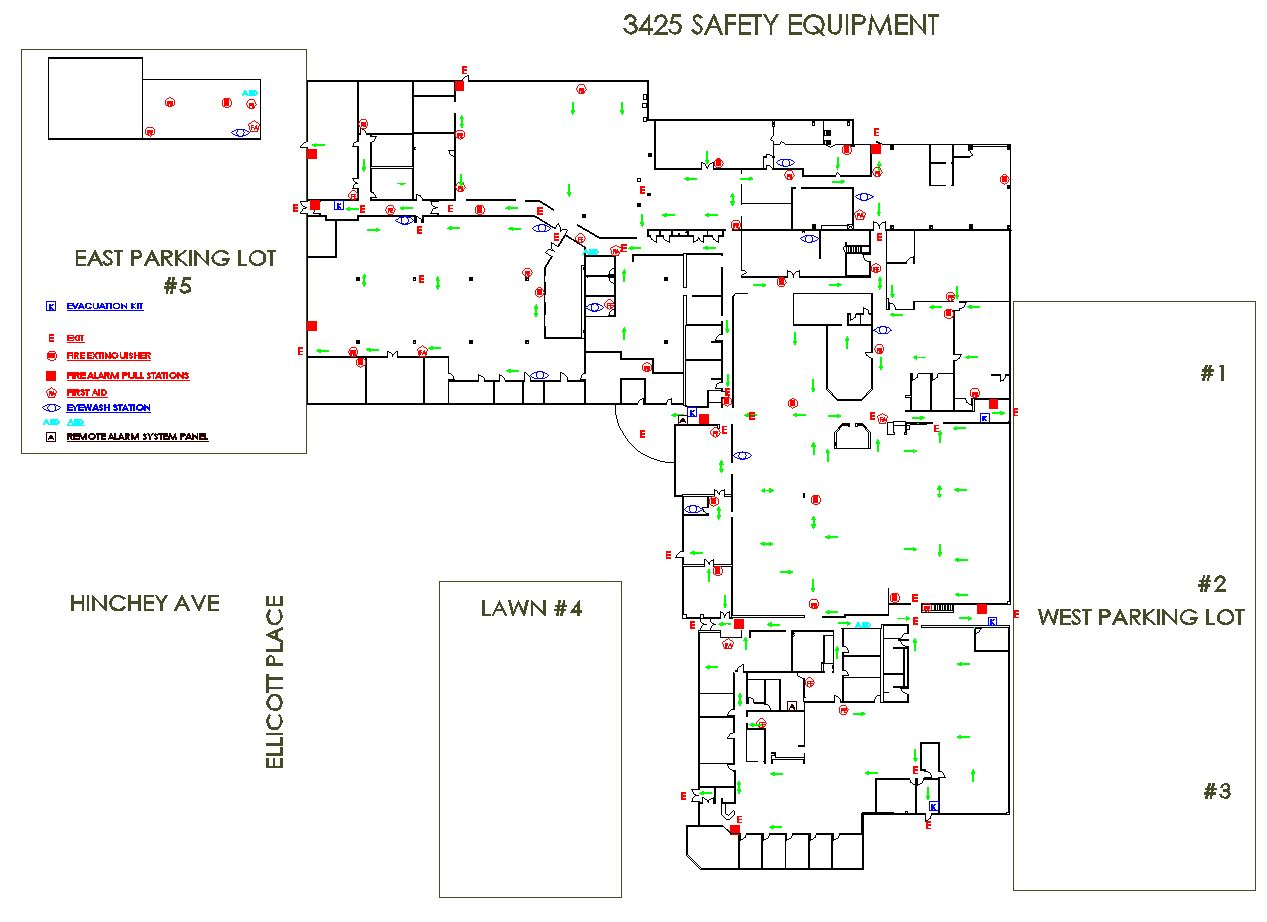 3425 SAFETY EQUIPMENT
EAST PARKING LOT
#5
K EVACUATION KIT
E EXIT
FIRE EXTINGUISHER
FIRE ALARM PULL STATIONS
FIRST AID
EYEWASH STATION
AED AED
A REMOTE ALARM SYSTEM PANEL
#1
#2
WEST PARKING LOT
#3
HINCHEY AVE
ELLICOTT PLACE
LAWN #4